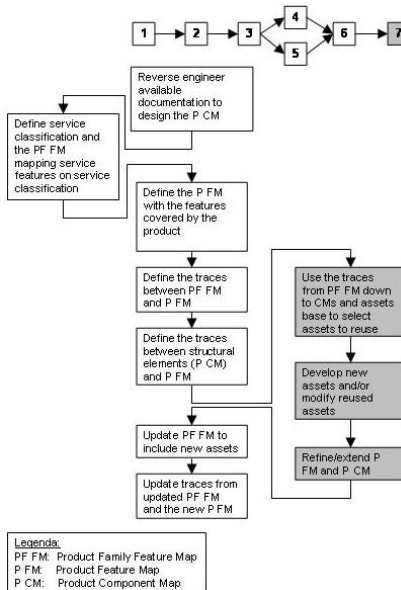 1
2
3
4
5
6
7
Reverse engineer
available
documentation to
design the P CM
Define service
classification and
the PF FM
mapping service
features on service
classification
Define the P FM
with the features
covered by the
product
Define the traces
between PF FM
and P FM
Define the traces
between structural
elements (P CM)
and P FM
Use the traces
from PF FM down
to CMs and assets
base to select
assets to reuse
Develop new
assets and/or
modify reused
assets
Refine/extend P
FM and P CM
Update PF FM to
include new assets
Update traces from
updated PF FM
and the new P FM
Legenda:
PF FM: Product Family Feature Map
P FM: Product Feature Map
P CM: Product Component Map